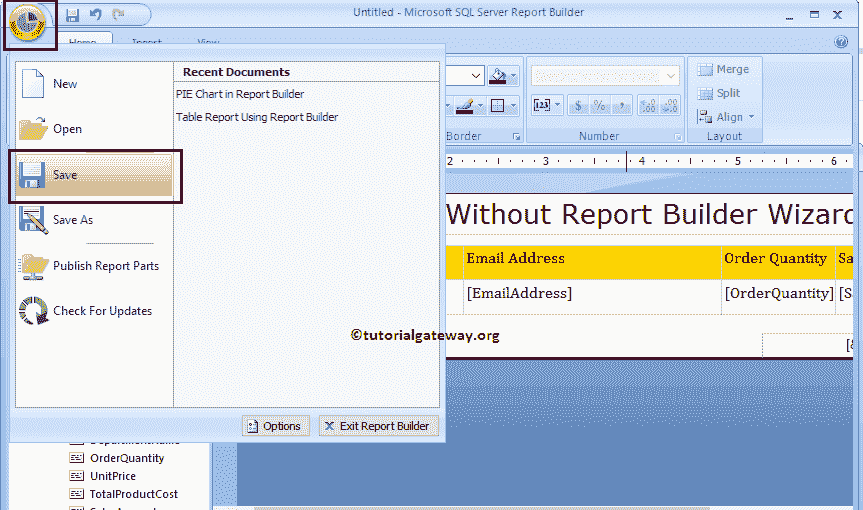 Untitled - Microsoft SQL Server Report Builder
Home Insert View
New
Open
Save
Save As
Publish Report Parts
Check For Updates
Recent Documents
PIE Chart in Report Builder
Table Report Using Report Builder
Options
Exit Report Builder
Border
123
$ % ,
Number
Merge
Split
Align
Layout
2 3 4 5 6
Without Report Builder Wizard
Email Address Order Quantity Sa
[EmailAddress] [OrderQuantity] [Sa
[&
©tutorialgateway.org
OrderQuantity
UnitPrice
TotalProductCost